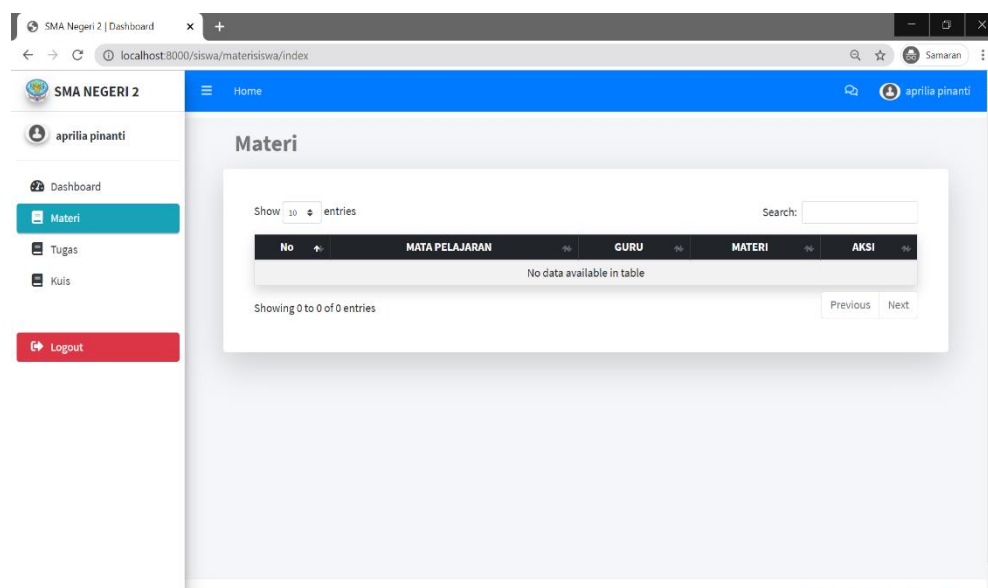 SMA Negeri 2 | Dashboard
localhost:8000/siswa/materisiswa/index
Samaran
SMA NEGERI 2
Home
aprilia pinanti
aprilia pinanti
Materi
Dashboard
Materi
Tugas
Kuis
Logout
Show 10 entries
Search:
No MATA PELAJARAN GURU MATERI AKSI
No data available in table
Showing 0 to 0 of 0 entries
Previous Next